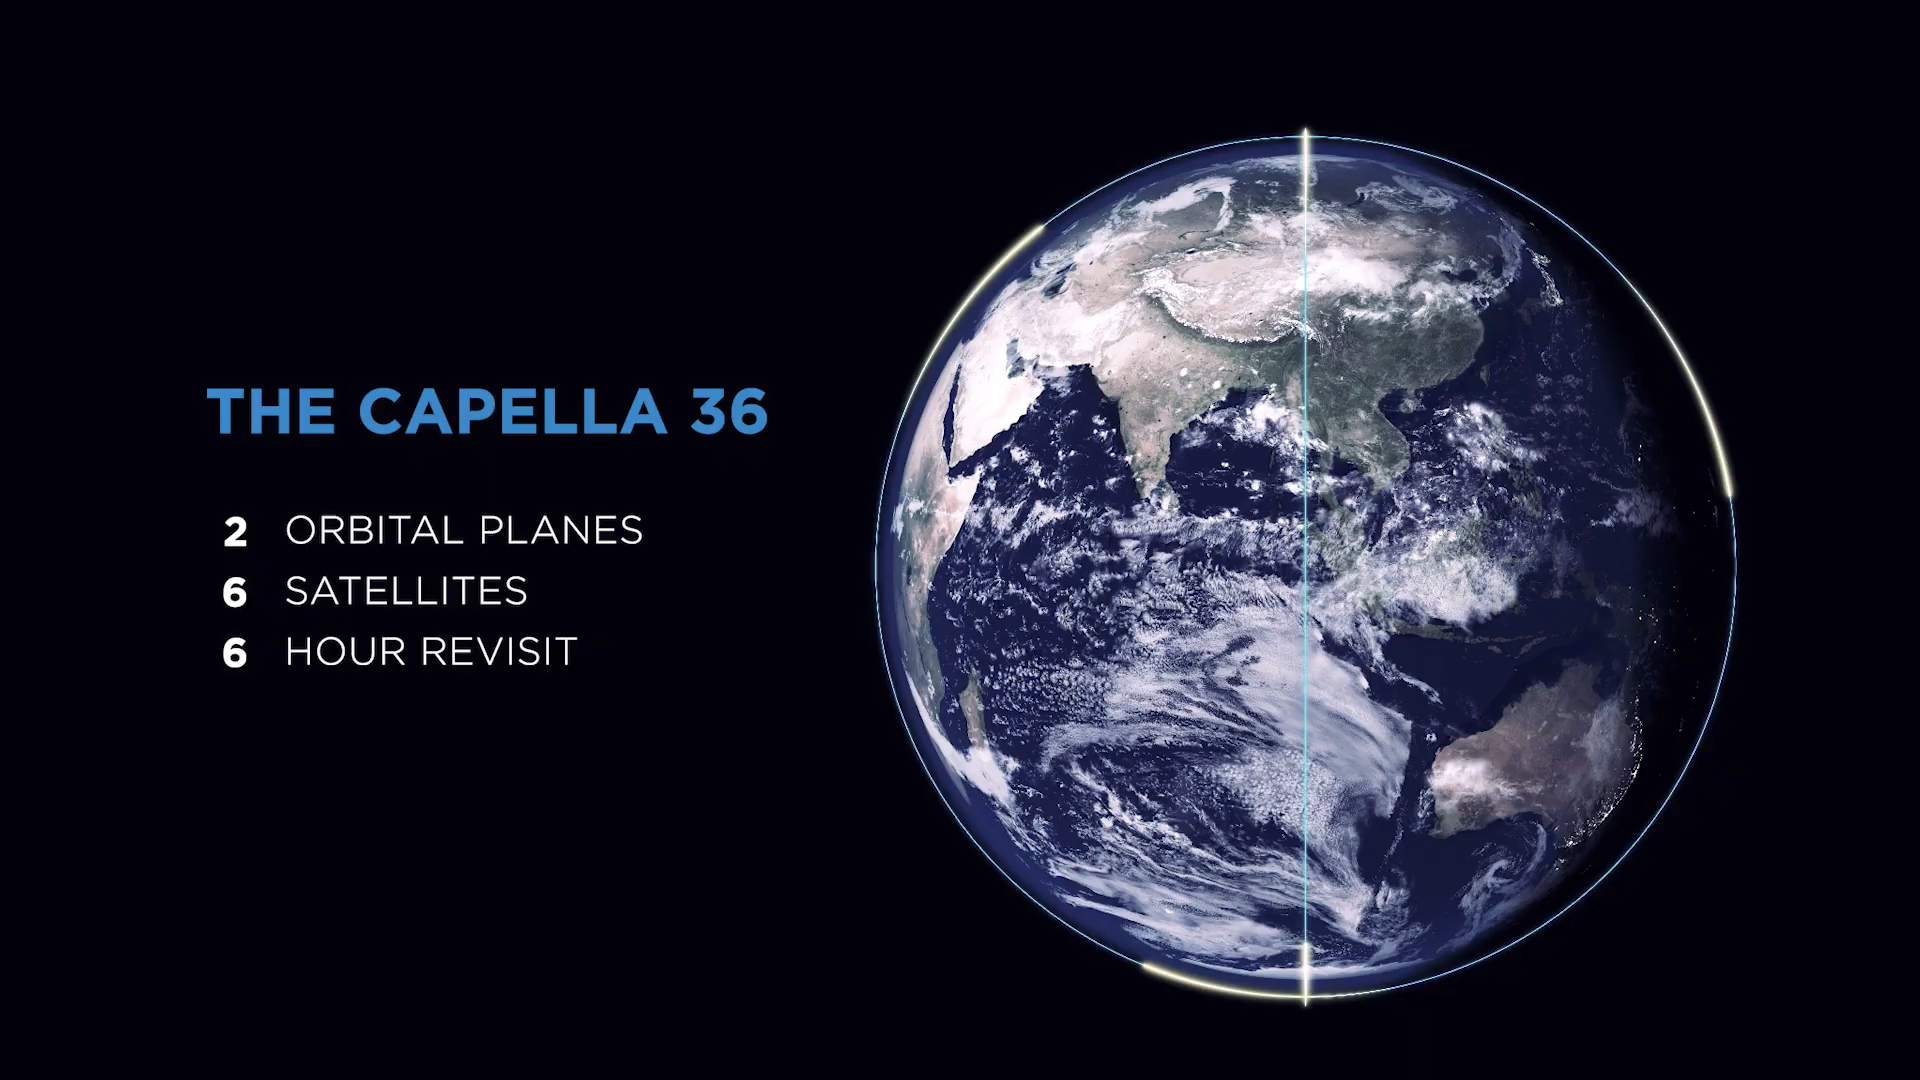 THE CAPELLA 36
2 ORBITAL PLANES
6 SATELLITES
6 HOUR REVISIT